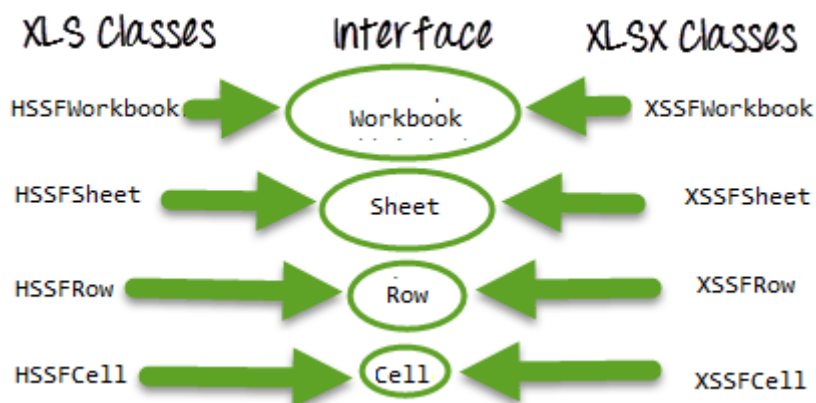 XLS Classes Interface XLSX Classes
HSSFWorkbook Workbook XSSFWorkbook
HSSFSheet Sheet XSSFSheet
HSSFRow Row XSSFRow
HSSFCell Cell XSSFCell